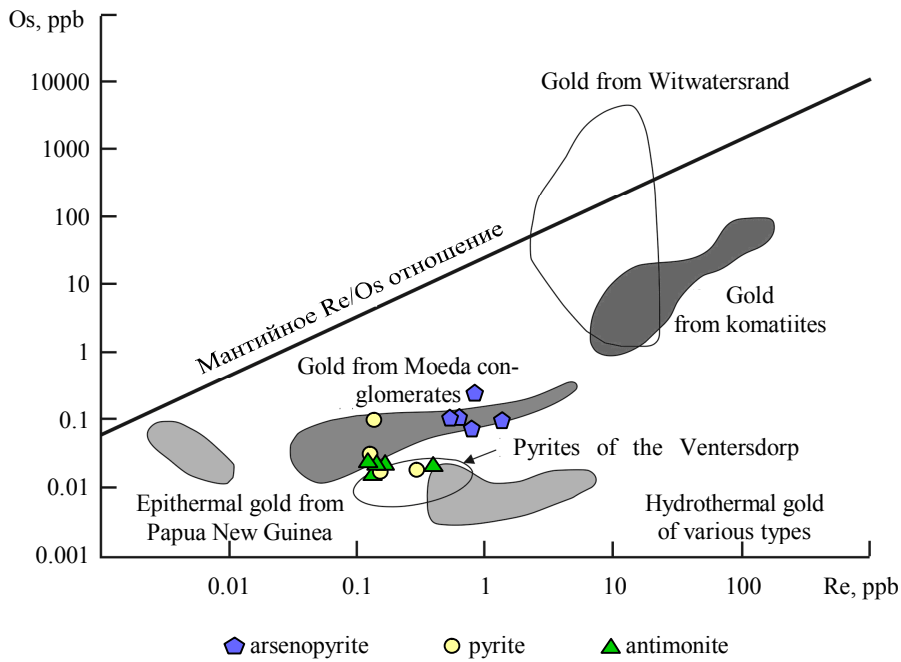 Os, ppb
10000
1000
100
10
1
0.1
0.01
0.001
Gold from Witwatersrand
Мантийное Re/Os отношение
Gold
from komatiites
Gold from Moeda con-
glomerates
Pyrites of the Ventersdorp
Epithermal gold from
Papua New Guinea
Hydrothermal gold
of various types
0.01
0.1
1
10
100
Re, ppb
arsenopyrite
pyrite
antimonite